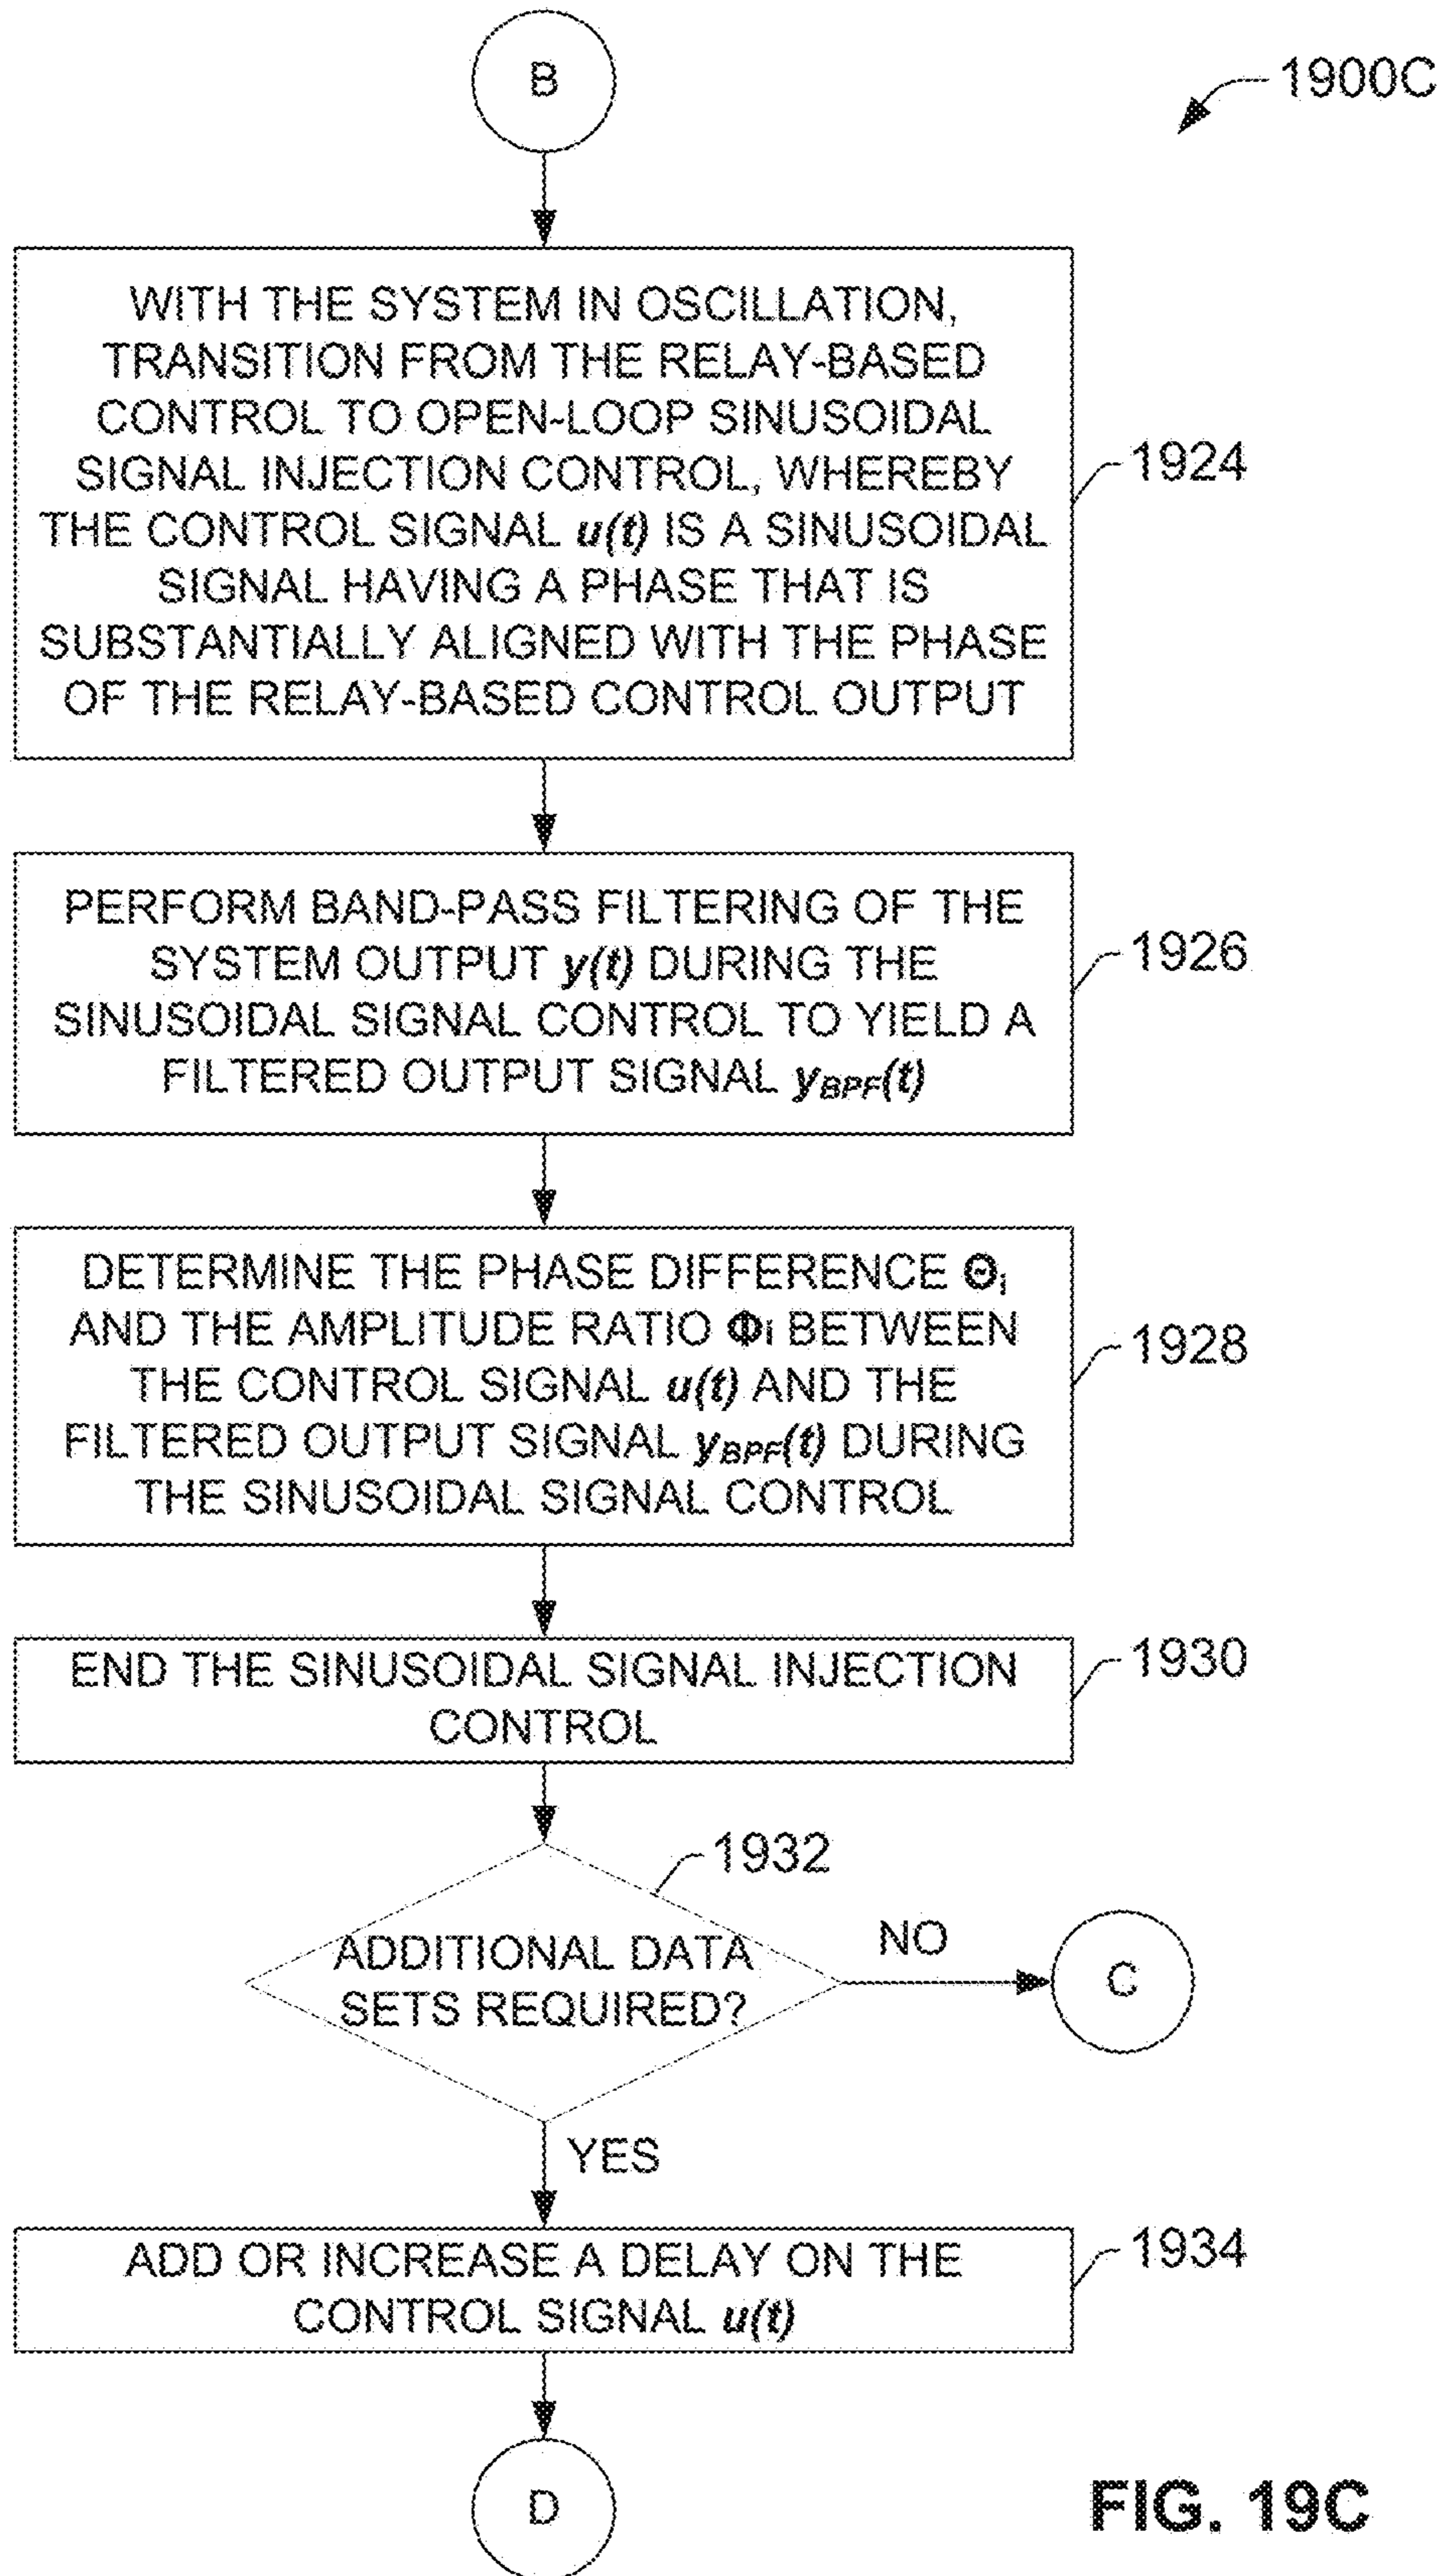 B
1900C
WITH THE SYSTEM IN OSCILLATION,
TRANSITION FROM THE RELAY-BASED
CONTROL TO OPEN-LOOP SINUSOIDAL
SIGNAL INJECTION CONTROL, WHEREBY
THE CONTROL SIGNAL u(t) IS A SINUSOIDAL
SIGNAL HAVING A PHASE THAT IS
SUBSTANTIALLY ALIGNED WITH THE PHASE
OF THE RELAY-BASED CONTROL OUTPUT
1924
PERFORM BAND-PASS FILTERING OF THE
SYSTEM OUTPUT y(t) DURING THE
SINUSOIDAL SIGNAL CONTROL TO YIELD A
FILTERED OUTPUT SIGNAL yBPF(t)
1926
DETERMINE THE PHASE DIFFERENCE Θi
AND THE AMPLITUDE RATIO Φi BETWEEN
THE CONTROL SIGNAL u(t) AND THE
FILTERED OUTPUT SIGNAL yBPF(t) DURING
THE SINUSOIDAL SIGNAL CONTROL
1928
END THE SINUSOIDAL SIGNAL INJECTION
CONTROL
1930
1932
ADDITIONAL DATA
SETS REQUIRED?
NO
C
YES
ADD OR INCREASE A DELAY ON THE
CONTROL SIGNAL u(t)
1934
D
FIG. 19C